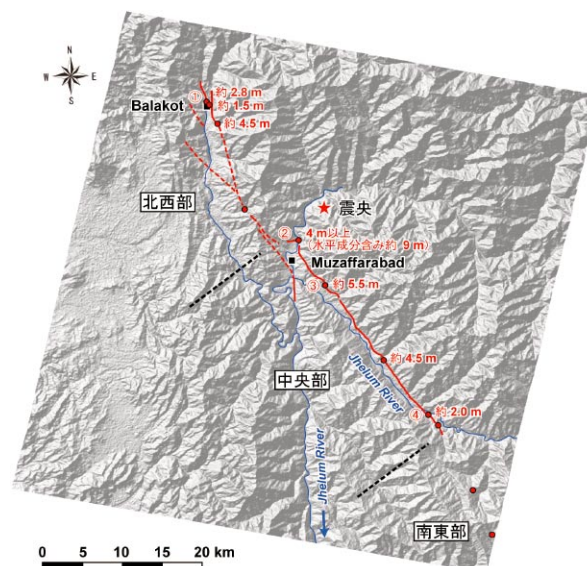 N
W E
S
① 約 2.8 m
Balakot
約 1.5 m
約 4.5 m
北西部
震央
② 4 m以上
(水平成分含み約 9 m)
Muzaffarabad
③ 約 5.5 m
約 4.5 m
Jhelum River
中央部
④ 約 2.0 m
Jhelum River
南東部
0 5 10 15 20 km